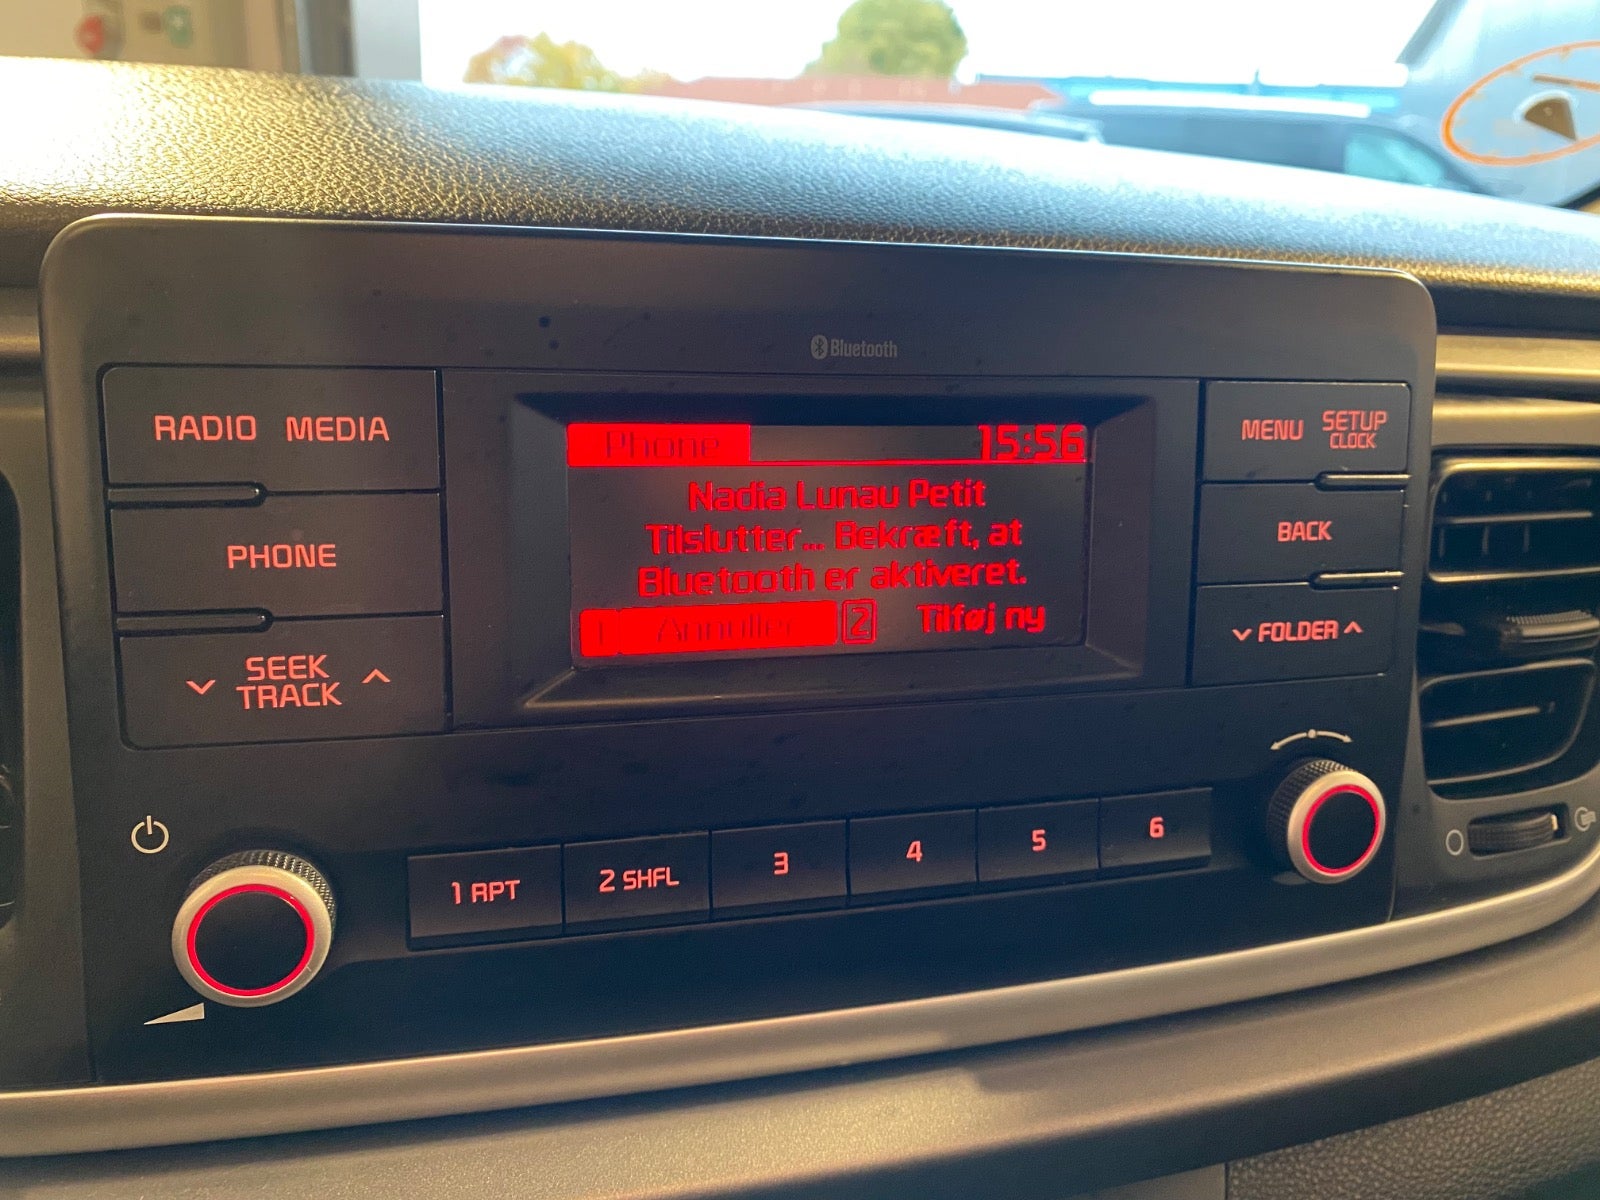 Bluetooth
RADIO MEDIA
PHONE
SEEK
TRACK
Phone 15:56
Nadia Lunau Petit
Tilslutter... Bekræft, at
Bluetooth er aktiveret.
1 Annuller 2 Tilføj ny
MENU SETUP
CLOCK
BACK
FOLDER
1 RPT 2 SHFL 3 4 5 6